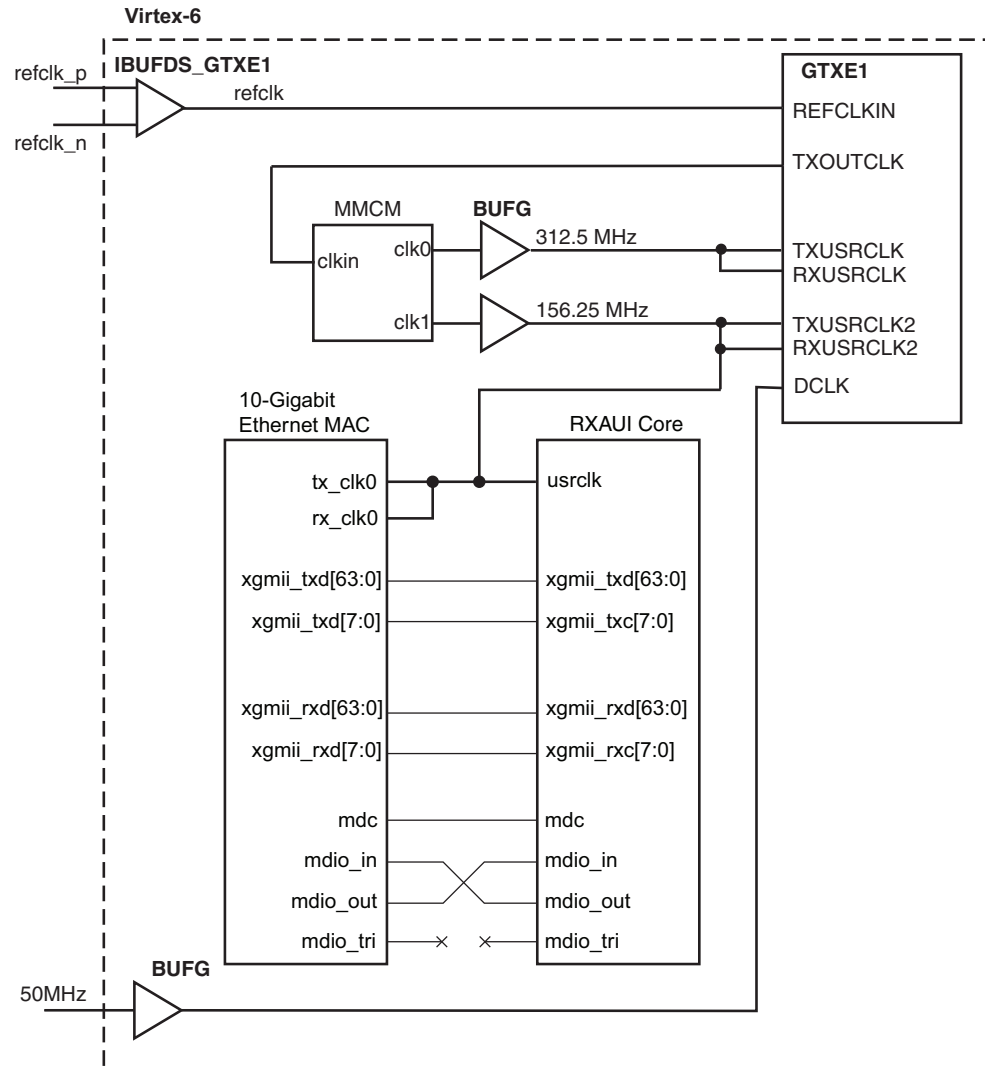 Virtex-6
IBUFDS_GTXE1
refclk_p
refclk
refclk_n
GTXE1
REFCLKIN
TXOUTCLK
TXUSRCLK
RXUSRCLK
TXUSRCLK2
RXUSRCLK2
DCLK
MMCM
clkin
clk0
clk1
BUFG
312.5 MHz
156.25 MHz
10-Gigabit
Ethernet MAC
tx_clk0
rx_clk0
xgmii_txd[63:0]
xgmii_txd[7:0]
xgmii_rxd[63:0]
xgmii_rxd[7:0]
mdc
mdio_in
mdio_out
mdio_tri
RXAUI Core
usrclk
xgmii_txd[63:0]
xgmii_txc[7:0]
xgmii_rxd[63:0]
xgmii_rxc[7:0]
mdc
mdio_in
mdio_out
mdio_tri
BUFG
50MHz